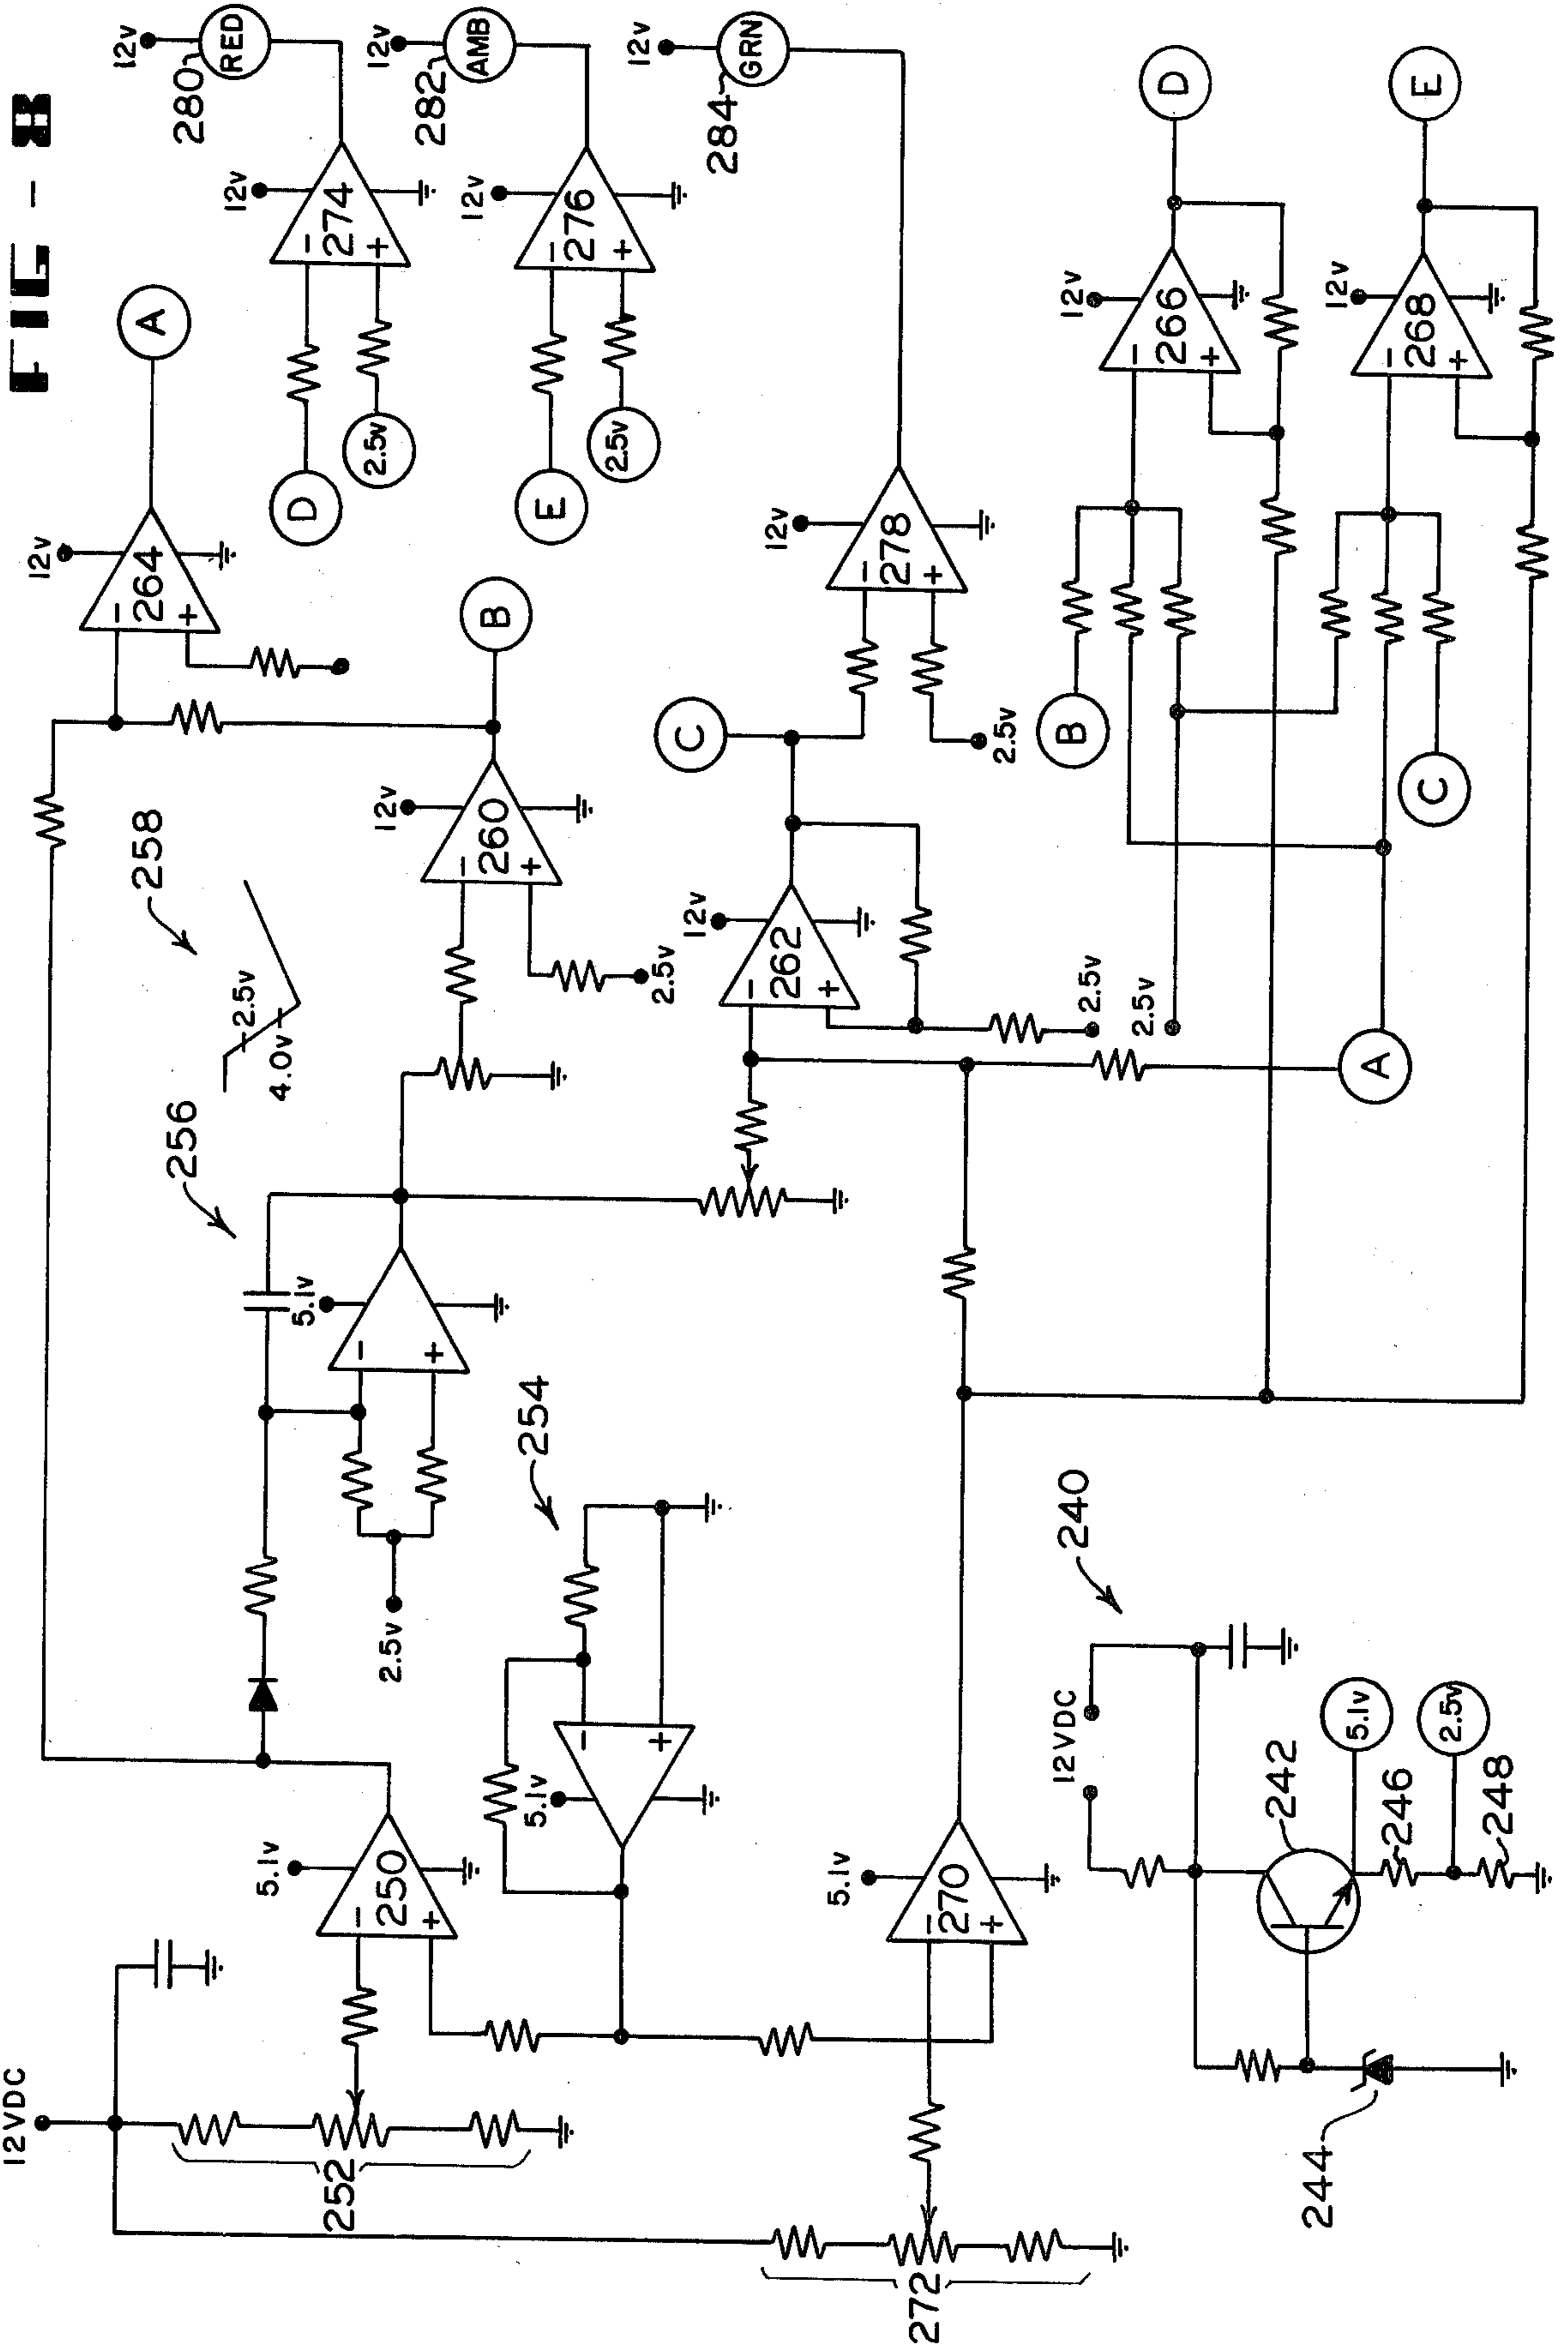 FIG - 8
12v
RED
280
12v
AMB
282
12v
GRN
284
12v
-
274
+
12v
-
276
+
D
2.5v
E
2.5v
A
12v
-
264
+
B
12v
-
260
+
2.5v
258
2.5v
4.0v
256
5.1v
-
+
2.5v
254
5.1v
-
+
12v
-
278
+
2.5v
C
12v
-
262
+
2.5v
2.5v
A
D
12v
-
266
+
E
12v
-
268
+
B
C
12VDC
252
5.1v
-
250
+
272
5.1v
-
270
+
240
12VDC
242
5.1v
246
2.5v
248
244